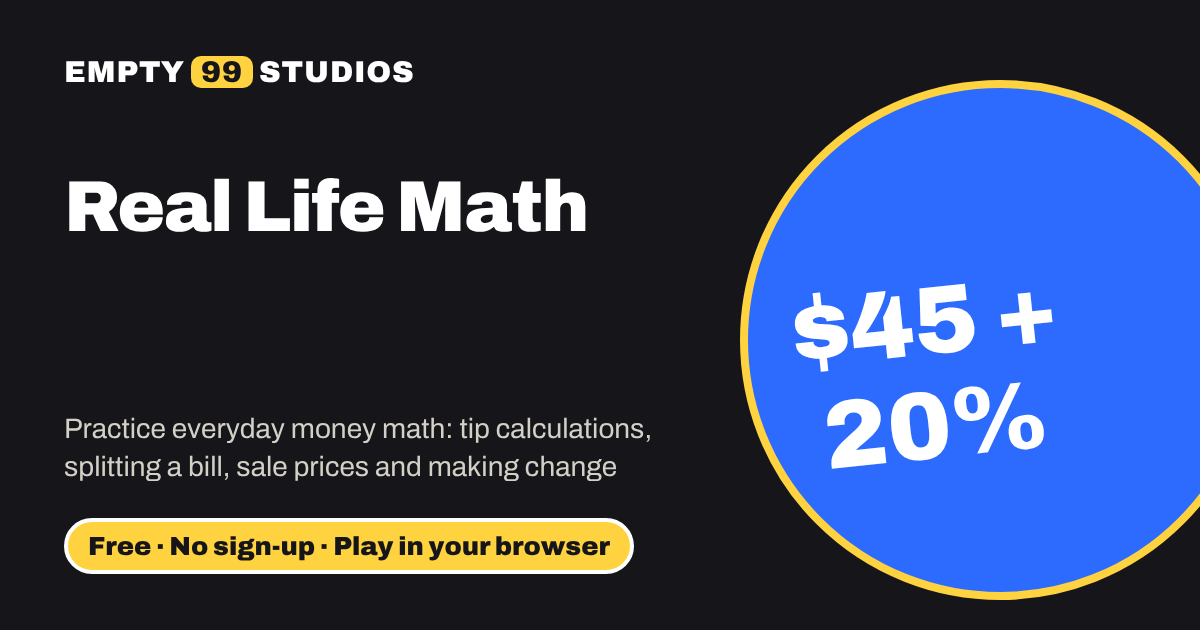 EMPTY 99 STUDIOS
Real Life Math
$45 +
20%
Practice everyday money math: tip calculations,
splitting a bill, sale prices and making change
Free · No sign-up · Play in your browser